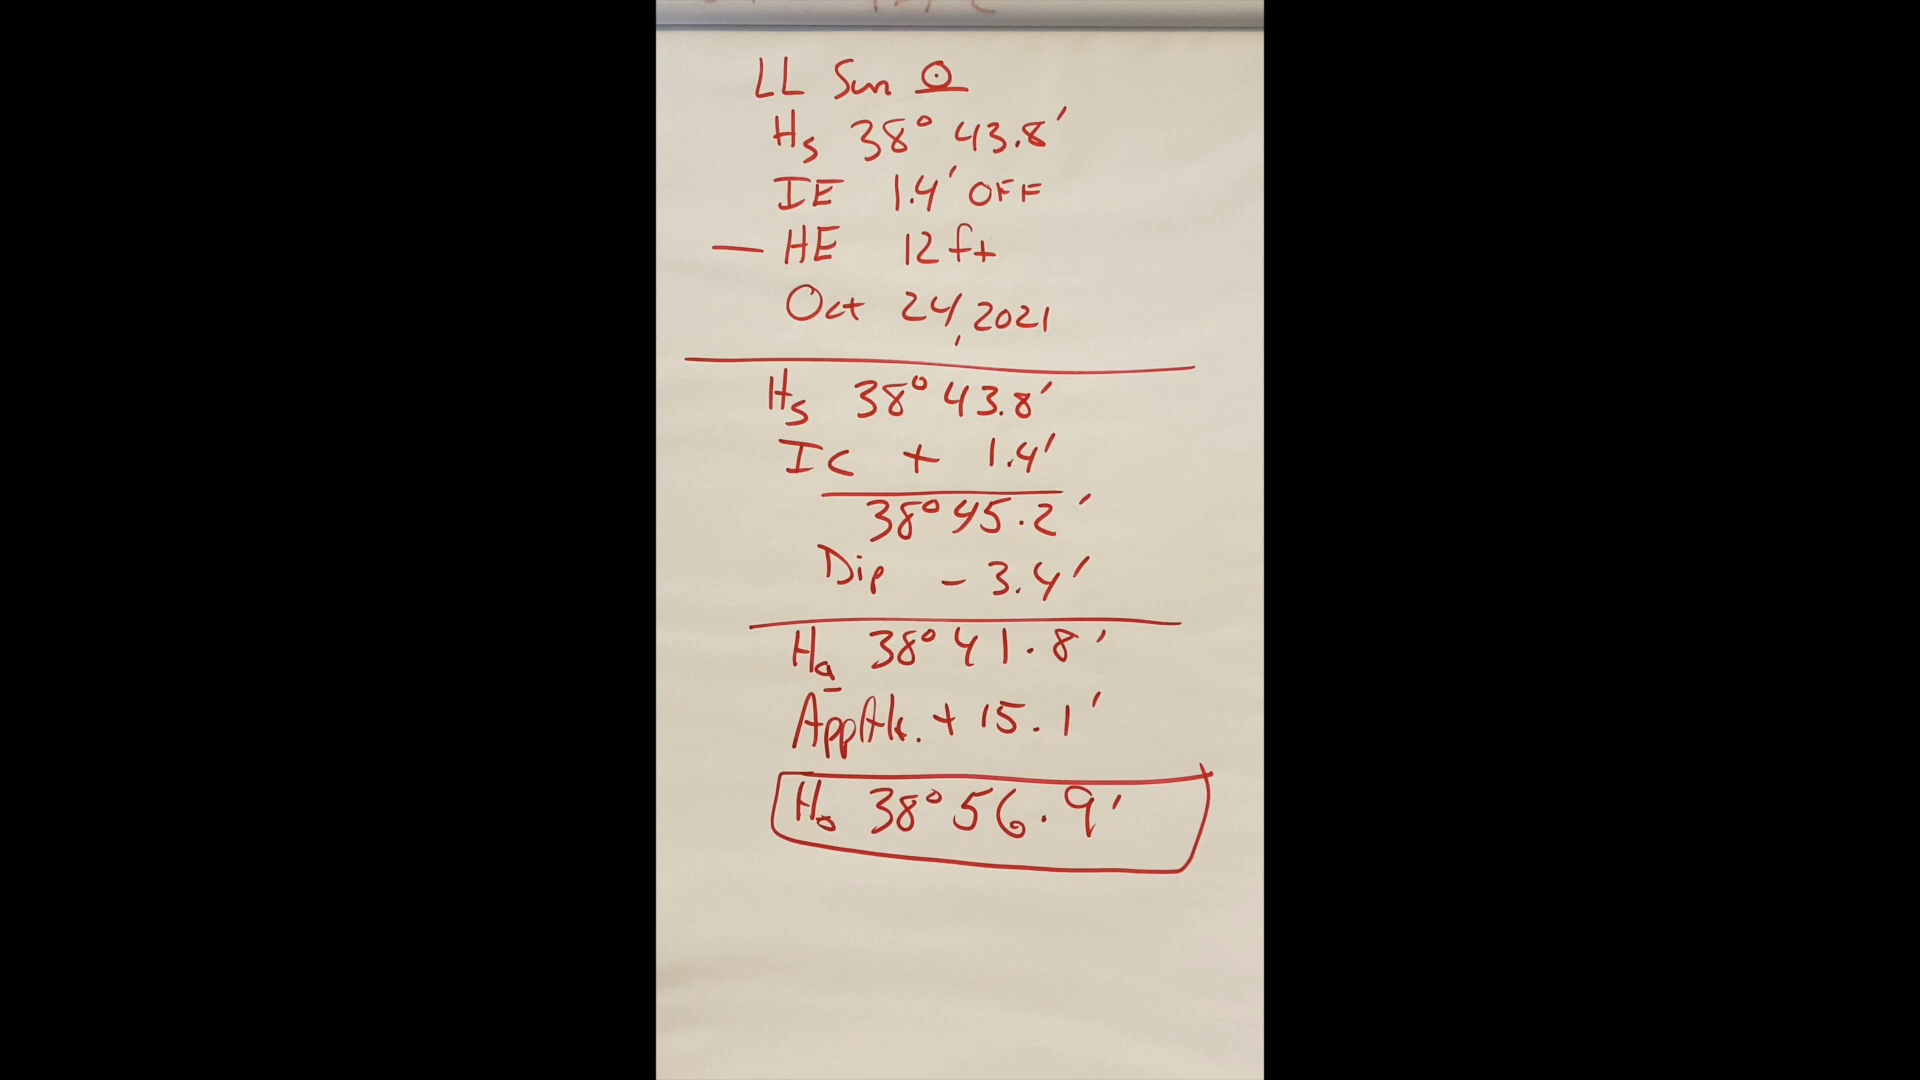 LL Sun ☉
Hs 38° 43.8'
IE 1.4' OFF
— HE 12 ft
Oct 24, 2021
Hs 38° 43.8'
IC + 1.4'
38° 45.2'
Dip - 3.4'
Ha 38° 41.8'
App Alt. + 15.1'
Ho 38° 56.9'